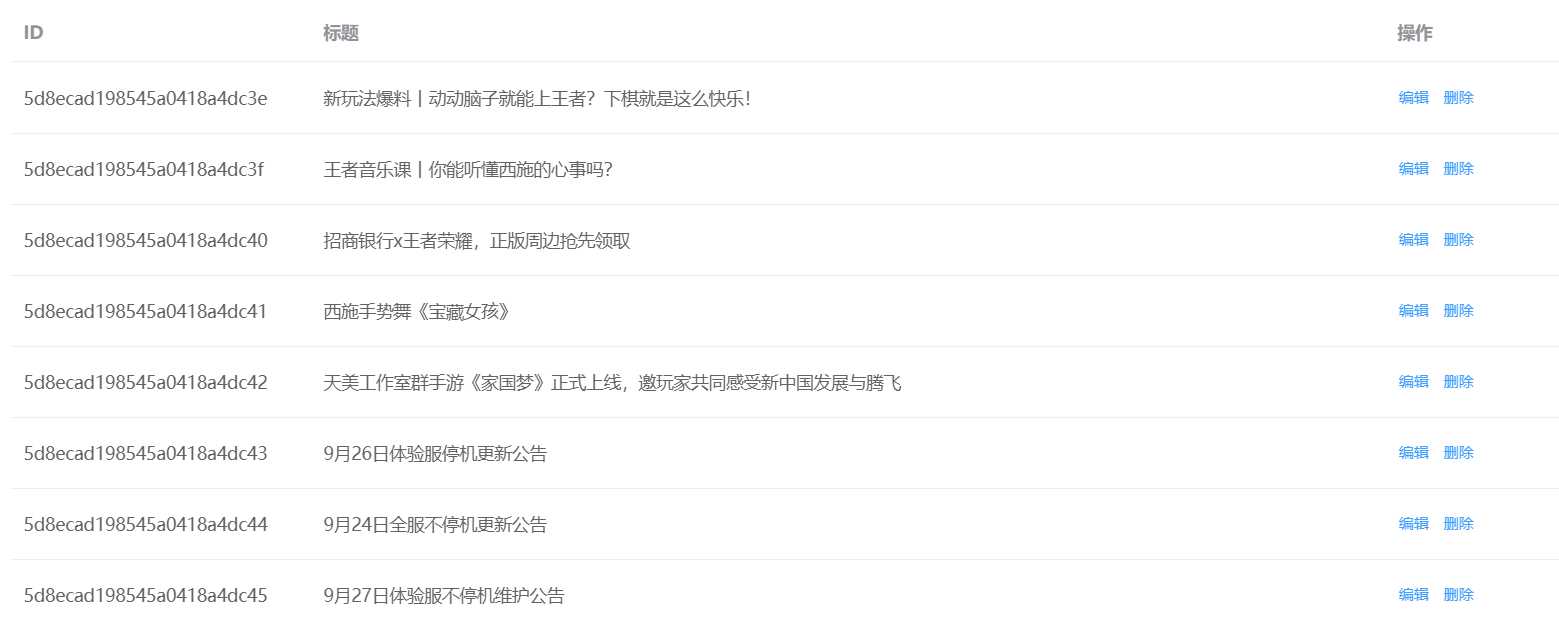 ID 标题 操作
5d8ecad198545a0418a4dc3e 新玩法爆料丨动动脑子就能上王者？下棋就是这么快乐！ 编辑 删除
5d8ecad198545a0418a4dc3f 王者音乐课丨你能听懂西施的心事吗？ 编辑 删除
5d8ecad198545a0418a4dc40 招商银行x王者荣耀，正版周边抢先领取 编辑 删除
5d8ecad198545a0418a4dc41 西施手势舞《宝藏女孩》 编辑 删除
5d8ecad198545a0418a4dc42 天美工作室群手游《家国梦》正式上线，邀玩家共同感受新中国发展与腾飞 编辑 删除
5d8ecad198545a0418a4dc43 9月26日体验服停机更新公告 编辑 删除
5d8ecad198545a0418a4dc44 9月24日全服不停机更新公告 编辑 删除
5d8ecad198545a0418a4dc45 9月27日体验服不停机维护公告 编辑 删除